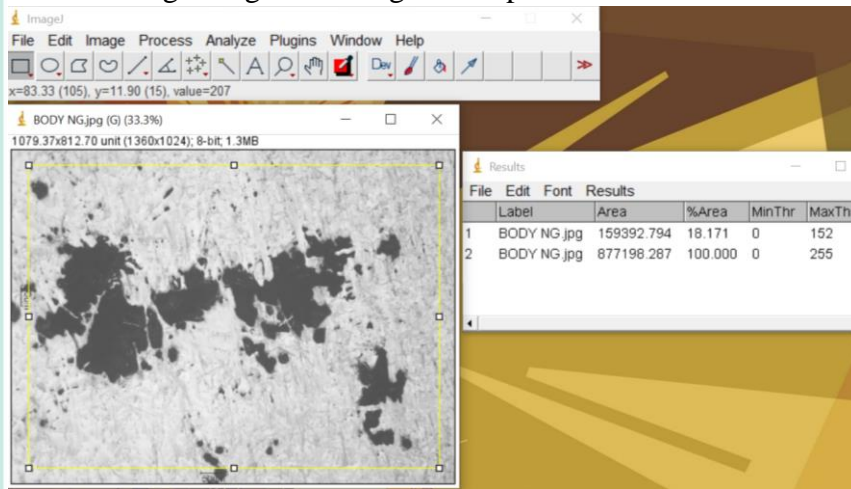 ImageJ
File Edit Image Process Analyze Plugins Window Help
A Dev
x=83.33 (105), y=11.90 (15), value=207
BODY NG.jpg (G) (33.3%)
1079.37x812.70 unit (1360x1024); 8-bit; 1.3MB
Results
File Edit Font Results
Label Area %Area MinThr MaxTh
1 BODY NG.jpg 159392.794 18.171 0 152
2 BODY NG.jpg 877198.287 100.000 0 255